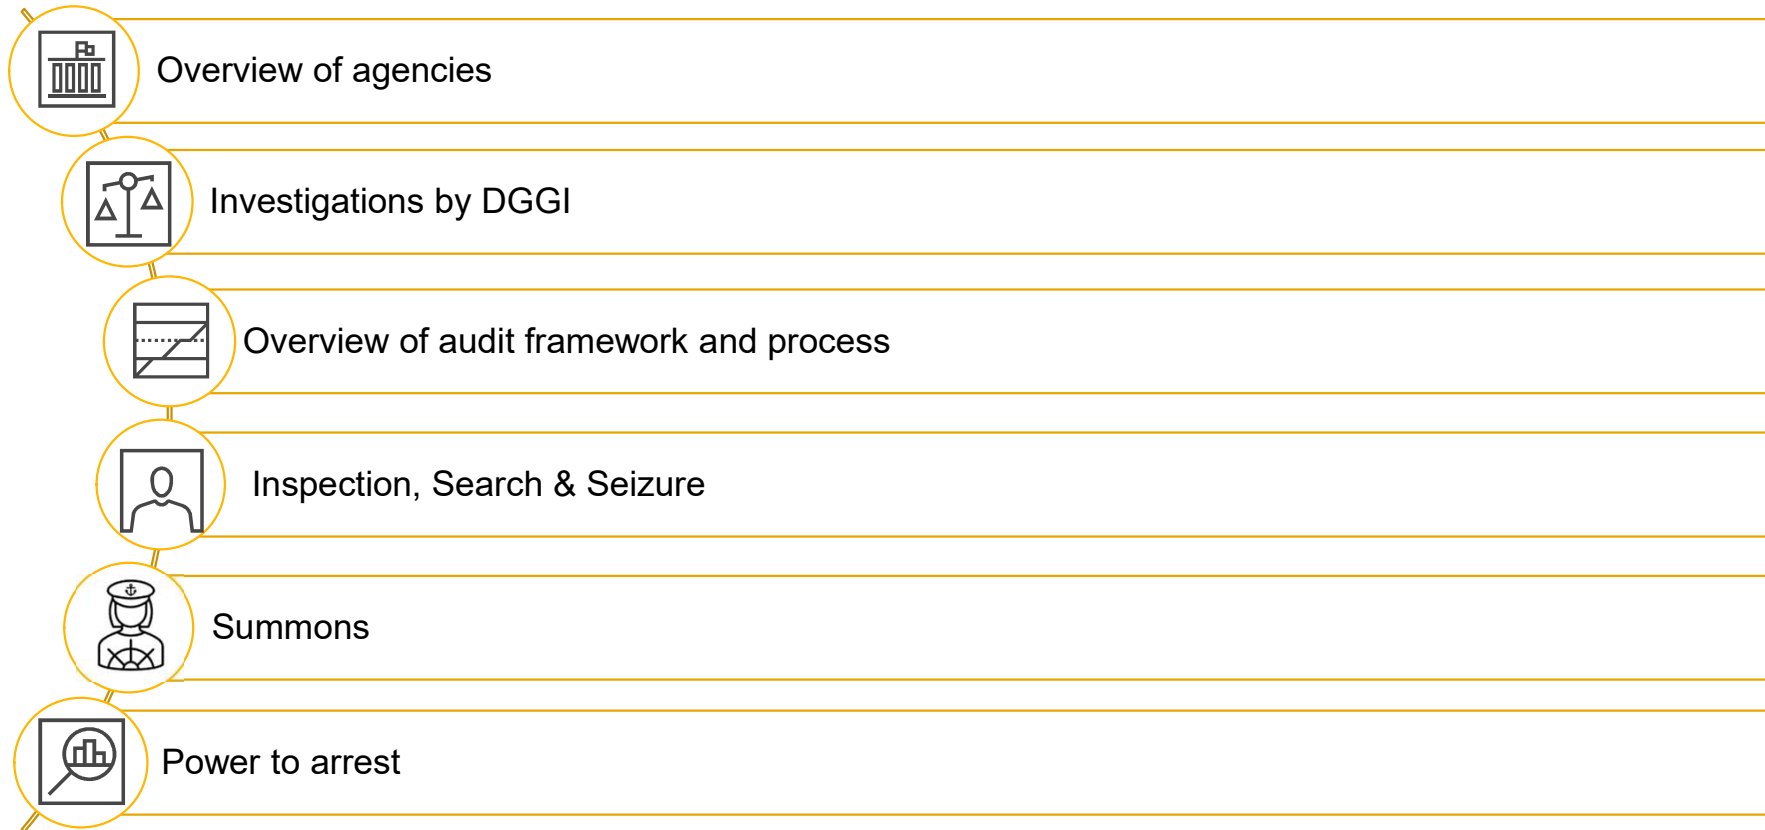 Overview of agencies
Investigations by DGGI
Overview of audit framework and process
Inspection, Search & Seizure
Summons
Power to arrest